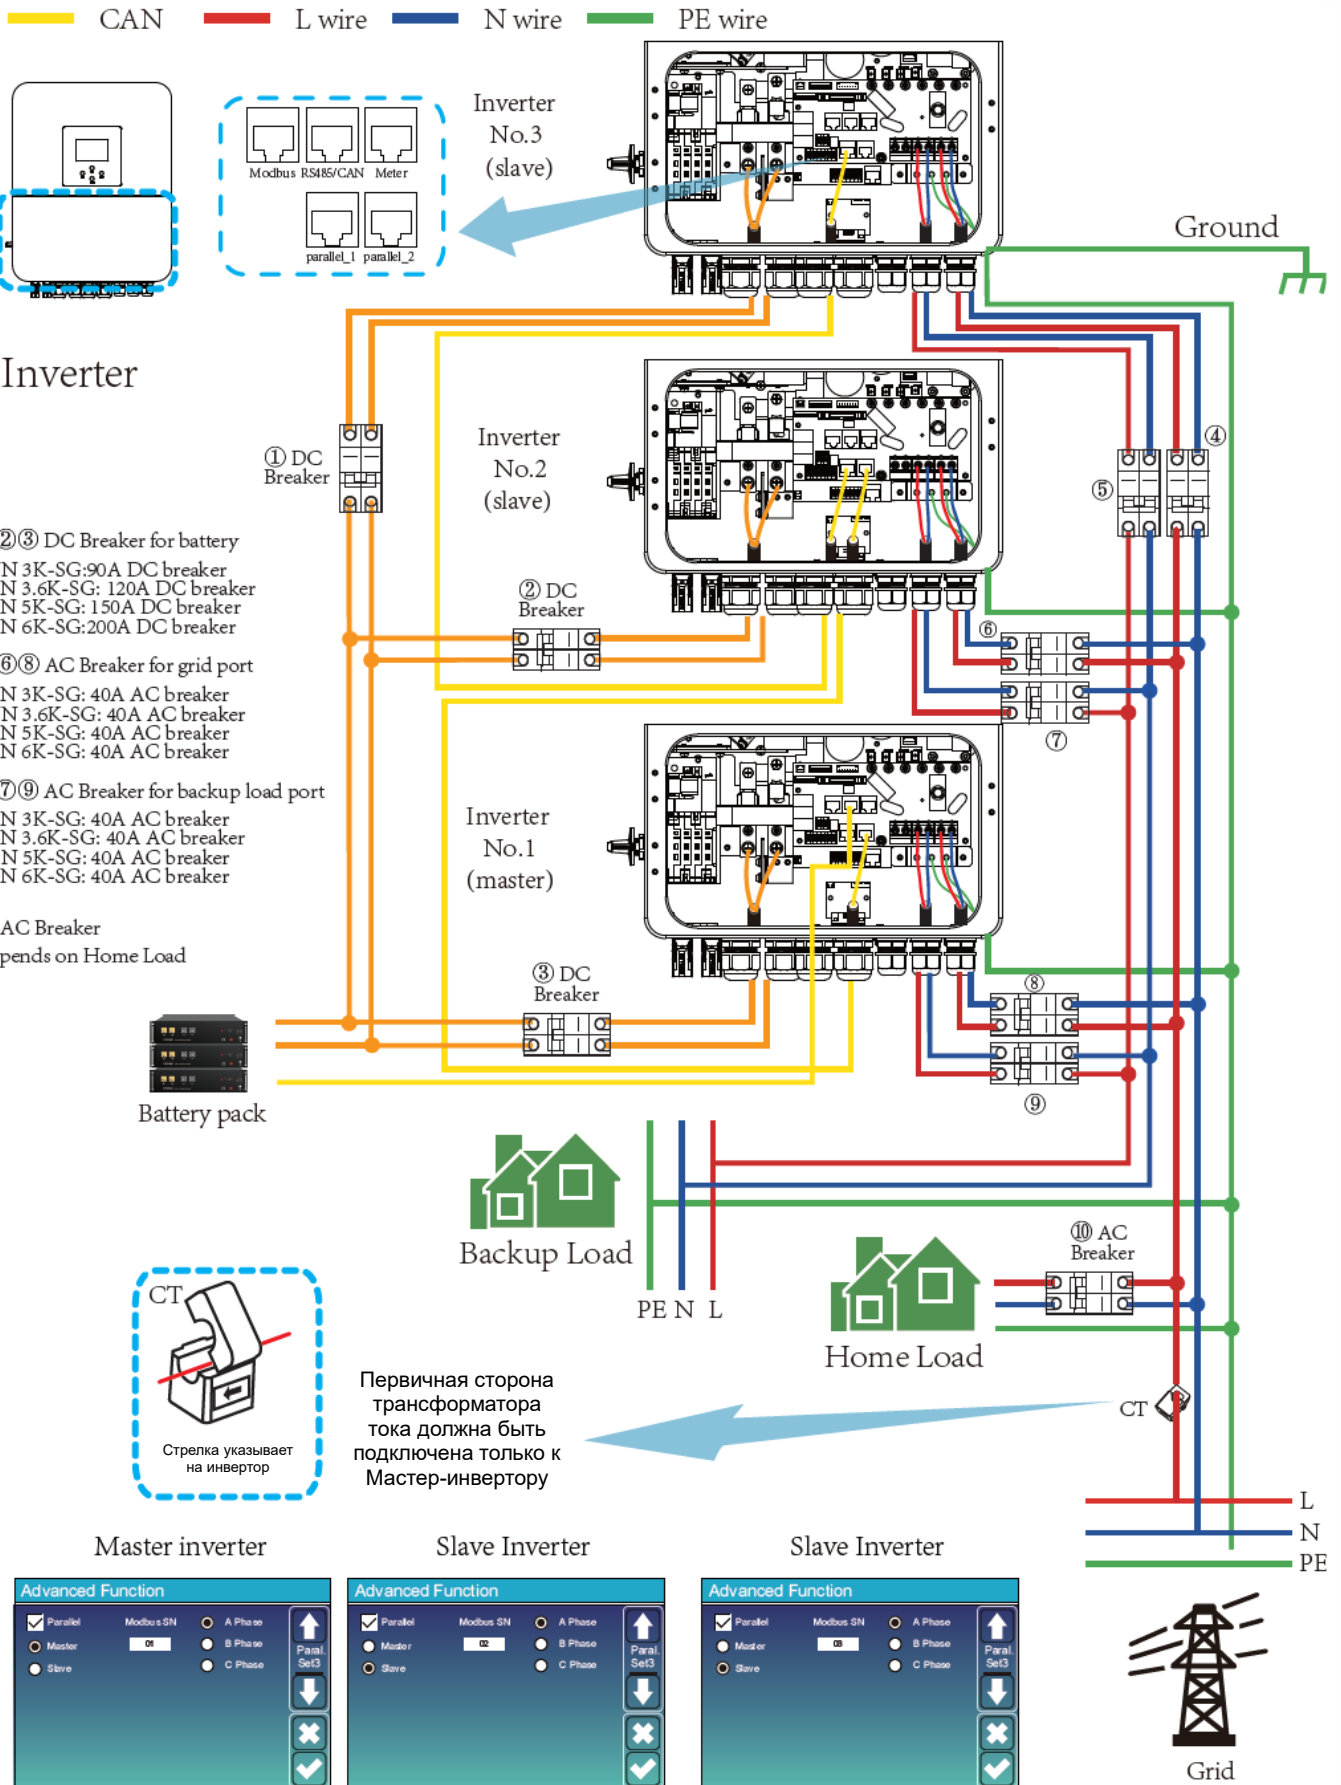 CAN
L wire
N wire
PE wire
Inverter
No.3
(slave)
Modbus RS485/CAN Meter
parallel_1 parallel_2
Ground
Inverter
① DC
Breaker
Inverter
No.2
(slave)
④
⑤
②③ DC Breaker for battery
N 3K-SG:90A DC breaker
N 3.6K-SG: 120A DC breaker
N 5K-SG: 150A DC breaker
N 6K-SG:200A DC breaker
② DC
Breaker
⑥
⑥⑧ AC Breaker for grid port
N 3K-SG: 40A AC breaker
N 3.6K-SG: 40A AC breaker
N 5K-SG: 40A AC breaker
N 6K-SG: 40A AC breaker
⑦
⑦⑨ AC Breaker for backup load port
N 3K-SG: 40A AC breaker
N 3.6K-SG: 40A AC breaker
N 5K-SG: 40A AC breaker
N 6K-SG: 40A AC breaker
Inverter
No.1
(master)
AC Breaker
pends on Home Load
③ DC
Breaker
⑧
⑨
Battery pack
Backup Load
PE N L
⑩ AC
Breaker
Home Load
CT
Стрелка указывает
на инвертор
Первичная сторона
трансформатора
тока должна быть
подключена только к
Мастер-инвертору
CT
L
N
PE
Master inverter
Slave Inverter
Slave Inverter
Advanced Function
Parallel
Modbus SN
A Phase
Master
01
B Phase
Slave
C Phase
Paral.
Set3
Advanced Function
Parallel
Modbus SN
A Phase
Master
02
B Phase
Slave
C Phase
Paral.
Set3
Advanced Function
Parallel
Modbus SN
A Phase
Master
03
B Phase
Slave
C Phase
Paral.
Set3
Grid